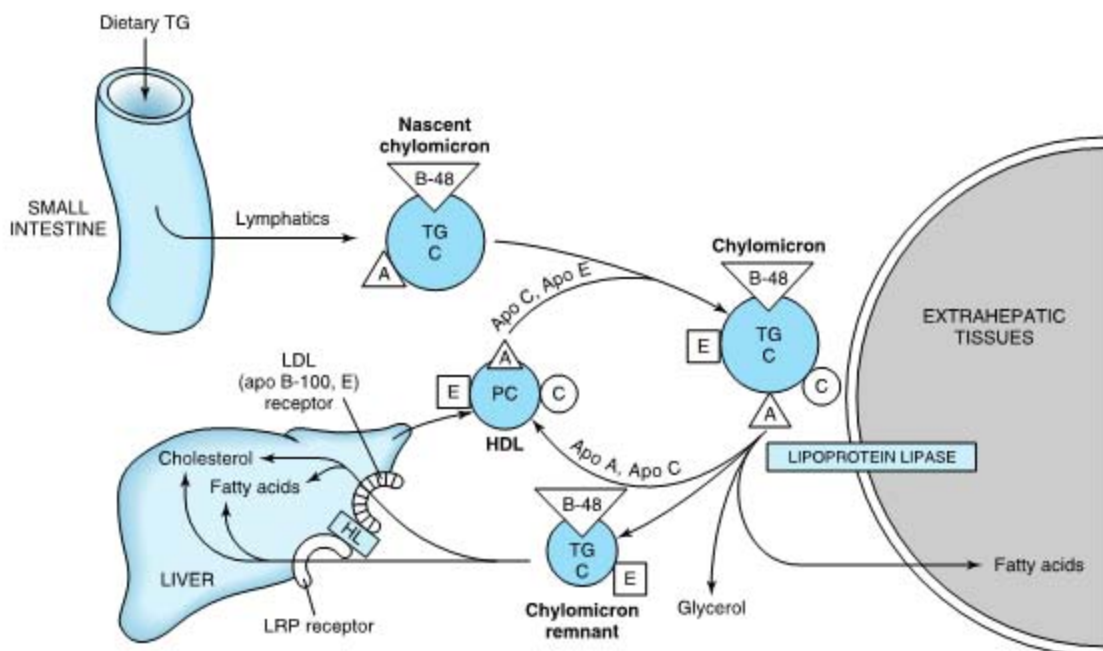 Dietary TG
Nascent
chylomicron
B-48
SMALL
INTESTINE
Lymphatics
TG
C
A
Chylomicron
B-48
Apo C, Apo E
TG
C
E
C
A
EXTRAHEPATIC
TISSUES
LDL
(apo B-100, E)
receptor
A
E
PC
C
HDL
LIPOPROTEIN LIPASE
Apo A, Apo C
Cholesterol
Fatty acids
HL
B-48
TG
C
E
LIVER
LRP receptor
Chylomicron
remnant
Glycerol
Fatty acids